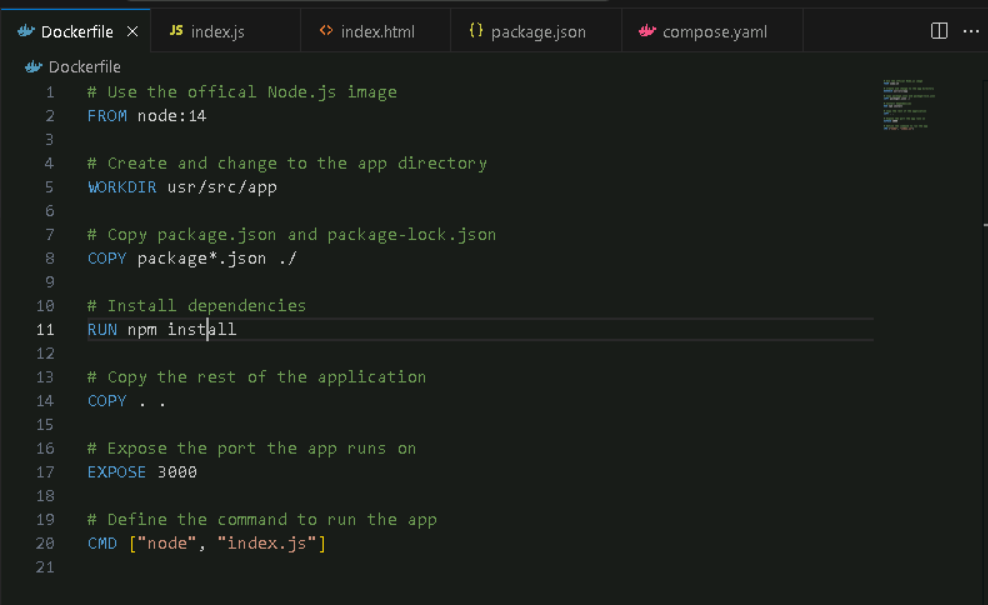 Dockerfile × JS index.js <> index.html {} package.json compose.yaml ...
Dockerfile
1 # Use the offical Node.js image
2 FROM node:14
3
4 # Create and change to the app directory
5 WORKDIR usr/src/app
6
7 # Copy package.json and package-lock.json
8 COPY package*.json ./
9
10 # Install dependencies
11 RUN npm install
12
13 # Copy the rest of the application
14 COPY . .
15
16 # Expose the port the app runs on
17 EXPOSE 3000
18
19 # Define the command to run the app
20 CMD ["node", "index.js"]
21